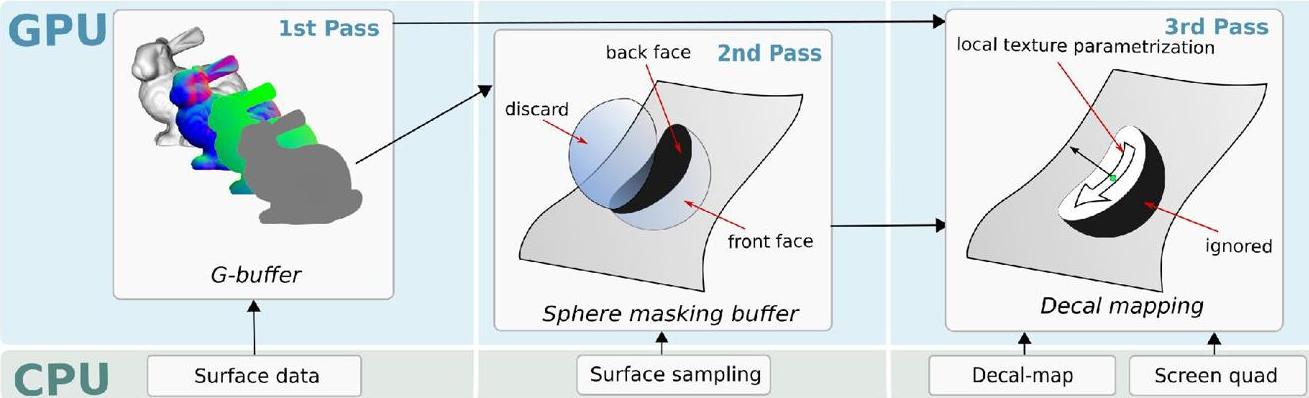 GPU
1st Pass
G-buffer
back face
2nd Pass
discard
front face
Sphere masking buffer
3rd Pass
local texture parametrization
ignored
Decal mapping
CPU
Surface data
Surface sampling
Decal-map
Screen quad